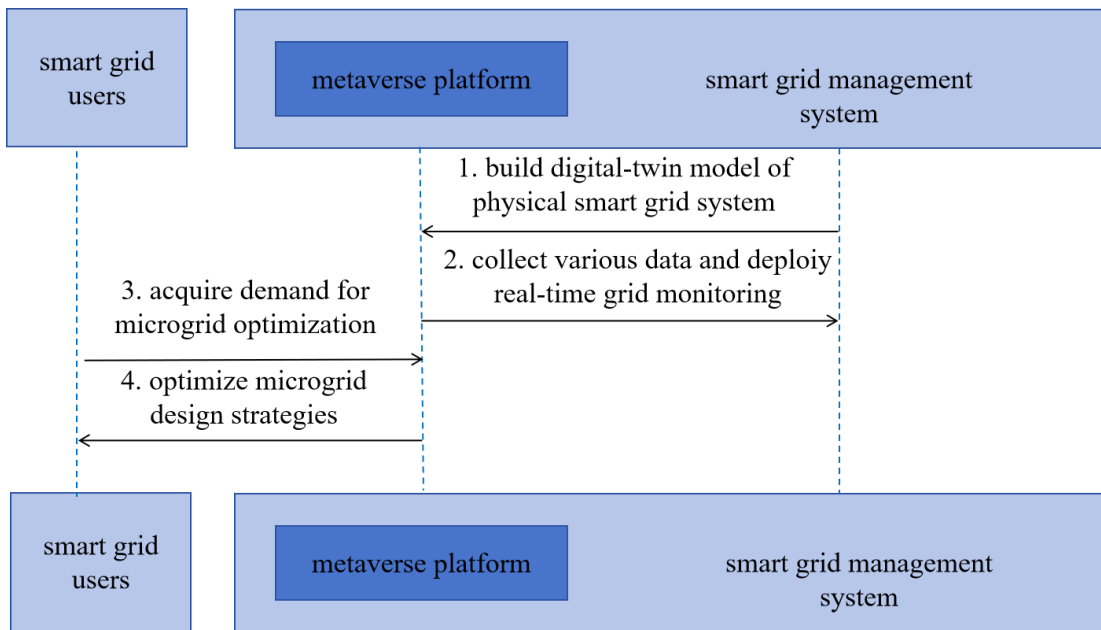 smart grid
users
metaverse platform
smart grid management
system
1. build digital-twin model of
physical smart grid system
2. collect various data and deploiy
real-time grid monitoring
3. acquire demand for
microgrid optimization
4. optimize microgrid
design strategies
smart grid
users
metaverse platform
smart grid management
system